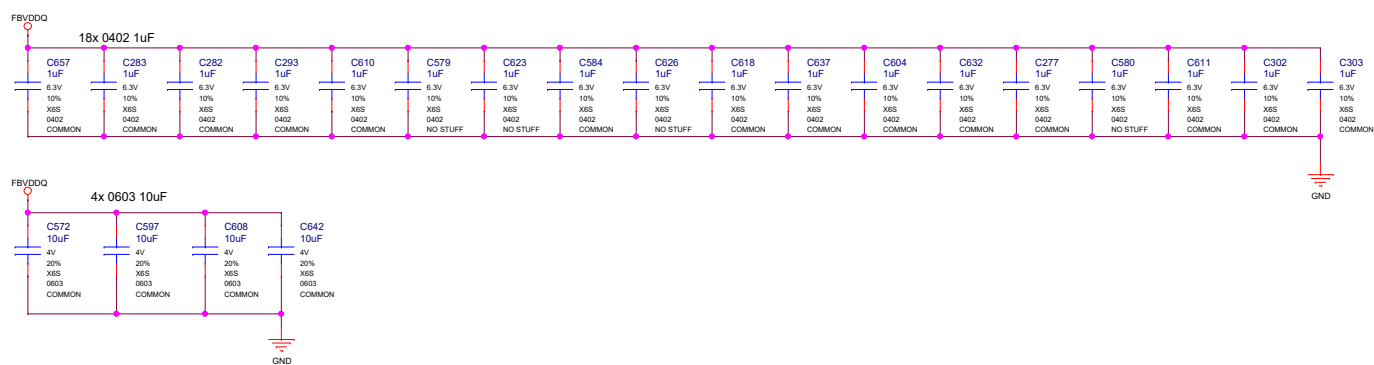 FBVDDQ
18x 0402 1uF
C657 C283 C282 C293 C610 C579 C623 C584 C626 C618 C637 C604 C632 C277 C580 C611 C302 C303
1uF 1uF 1uF 1uF 1uF 1uF 1uF 1uF 1uF 1uF 1uF 1uF 1uF 1uF 1uF 1uF 1uF 1uF
6.3V 6.3V 6.3V 6.3V 6.3V 6.3V 6.3V 6.3V 6.3V 6.3V 6.3V 6.3V 6.3V 6.3V 6.3V 6.3V 6.3V 6.3V
10% 10% 10% 10% 10% 10% 10% 10% 10% 10% 10% 10% 10% 10% 10% 10% 10% 10%
X6S X6S X6S X6S X6S X6S X6S X6S X6S X6S X6S X6S X6S X6S X6S X6S X6S X6S
0402 0402 0402 0402 0402 0402 0402 0402 0402 0402 0402 0402 0402 0402 0402 0402 0402 0402
COMMON COMMON COMMON COMMON COMMON NO STUFF NO STUFF COMMON NO STUFF COMMON COMMON COMMON COMMON COMMON NO STUFF COMMON COMMON COMMON
GND
FBVDDQ
4x 0603 10uF
C572 C597 C608 C642
10uF 10uF 10uF 10uF
4V 4V 4V 4V
20% 20% 20% 20%
X6S X6S X6S X6S
0603 0603 0603 0603
COMMON COMMON COMMON COMMON
GND